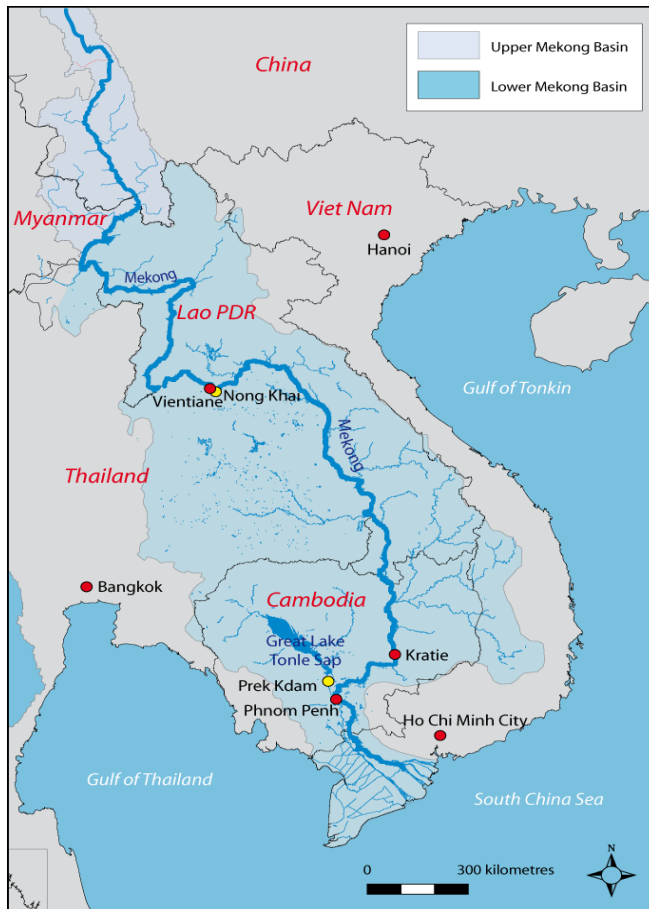 Upper Mekong Basin
Lower Mekong Basin
China
Myanmar
Viet Nam
Hanoi
Mekong
Lao PDR
Gulf of Tonkin
Vientiane
Nong Khai
Mekong
Thailand
Bangkok
Cambodia
Great Lake
Tonle Sap
Kratie
Prek Kdam
Phnom Penh
Ho Chi Minh City
Gulf of Thailand
South China Sea
N
0 300 kilometres